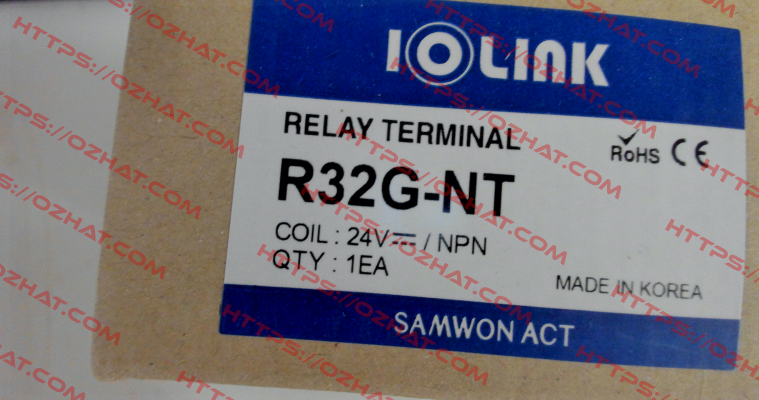 IOLINK
RELAY TERMINAL
RoHS CE
R32G-NT
COIL : 24V⎓ / NPN
QTY : 1EA
MADE IN KOREA
SAMWON ACT
HTTPS://OZHAT.COM